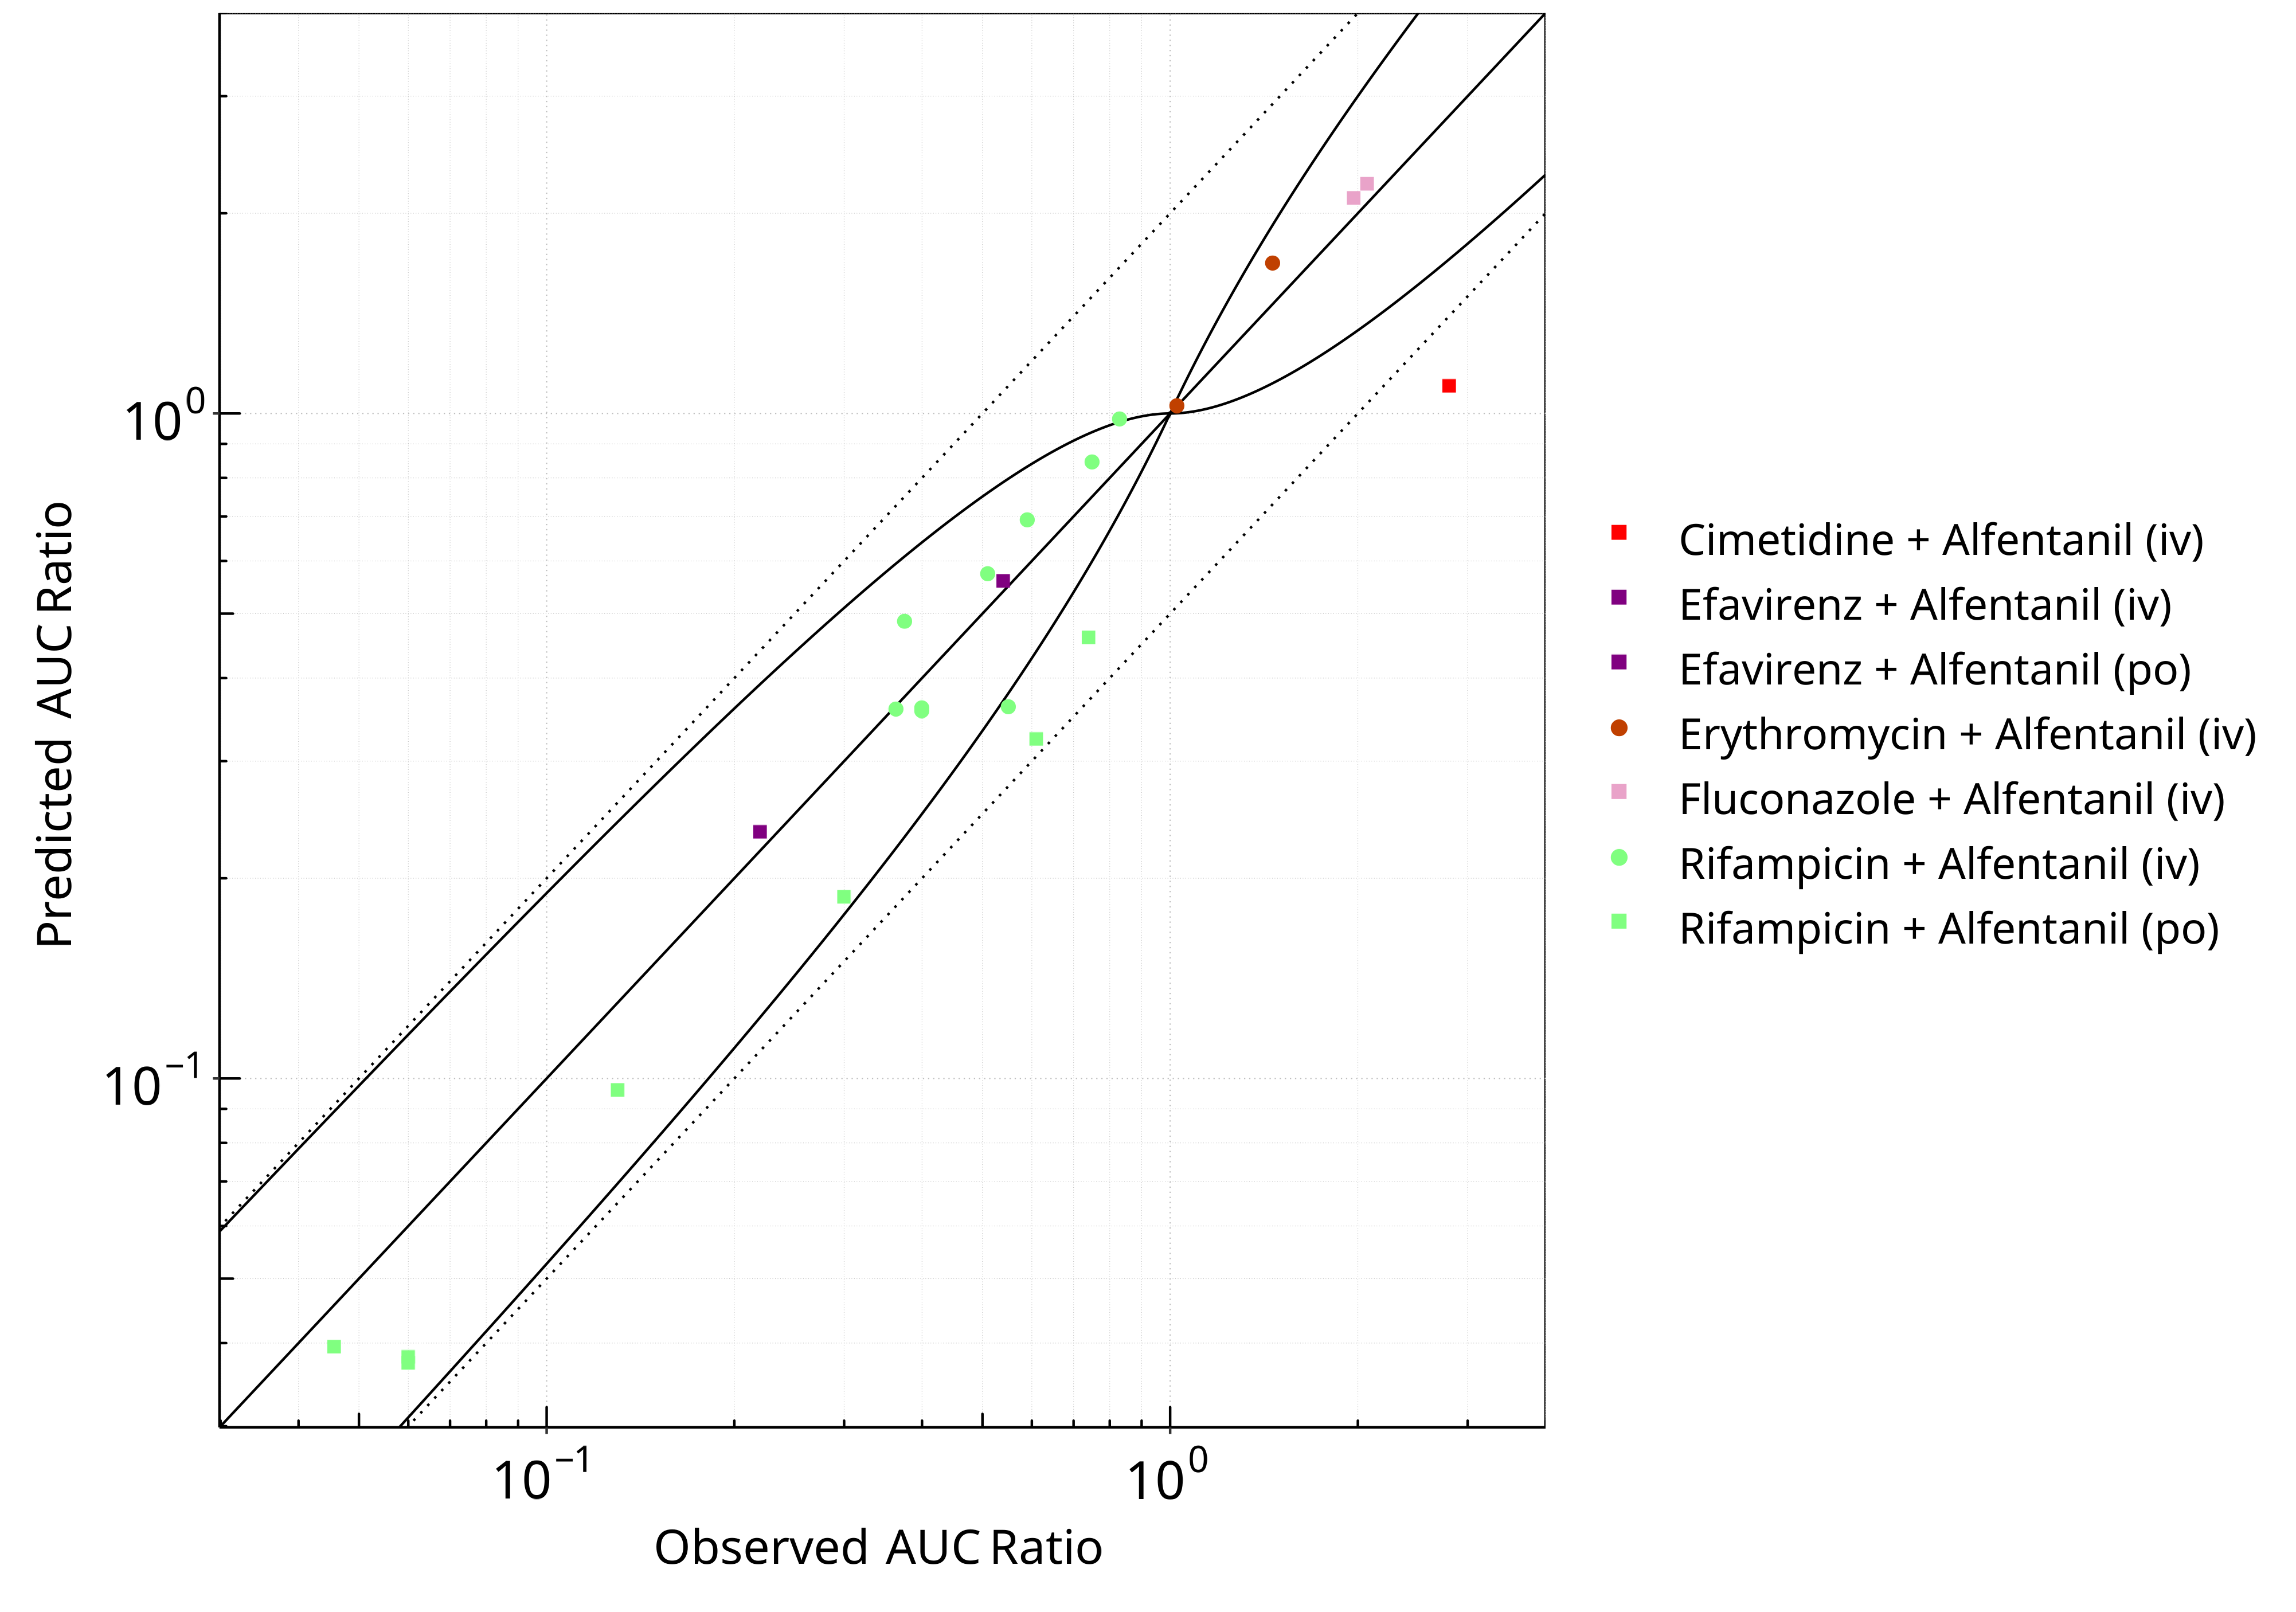 Predicted AUC Ratio
10⁰
10⁻¹
10⁻¹
10⁰
Observed AUC Ratio
Cimetidine + Alfentanil (iv)
Efavirenz + Alfentanil (iv)
Efavirenz + Alfentanil (po)
Erythromycin + Alfentanil (iv)
Fluconazole + Alfentanil (iv)
Rifampicin + Alfentanil (iv)
Rifampicin + Alfentanil (po)